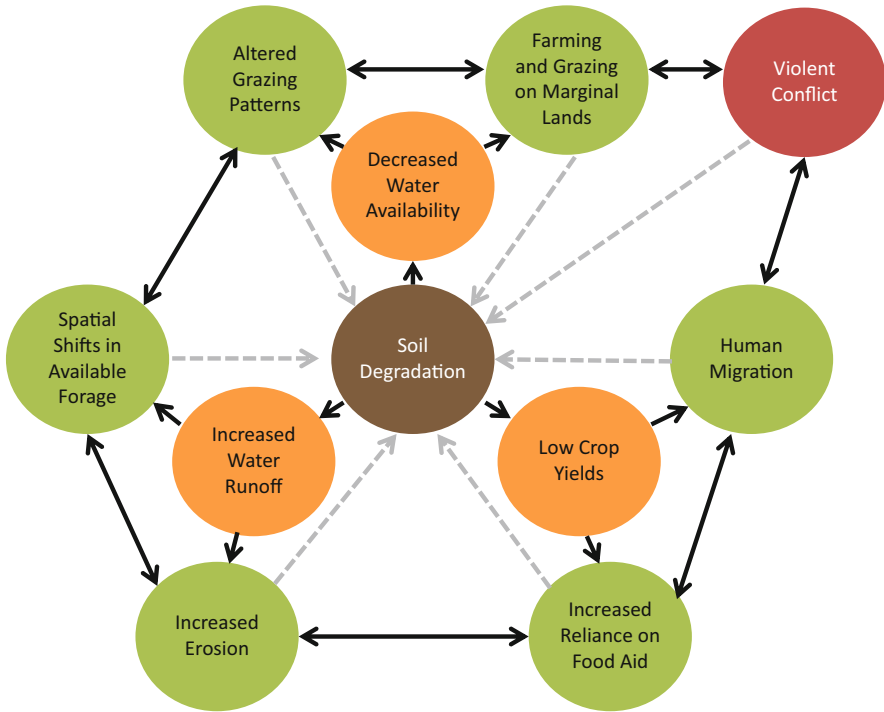 Altered
Grazing
Patterns
Farming
and Grazing
on Marginal
Lands
Violent
Conflict
Decreased
Water
Availability
Spatial
Shifts in
Available
Forage
Soil
Degradation
Human
Migration
Increased
Water
Runoff
Low Crop
Yields
Increased
Erosion
Increased
Reliance on
Food Aid